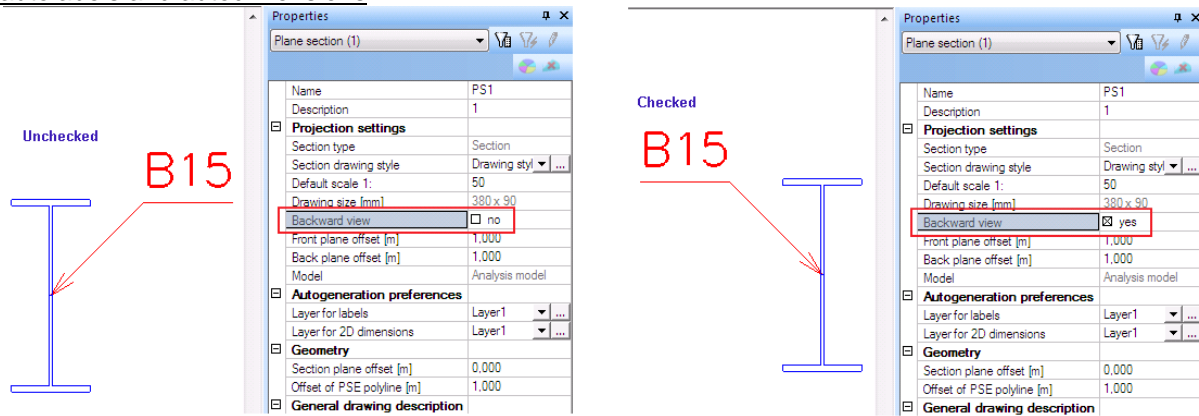 Properties
Plane section (1)
Name PS1
Description 1
Projection settings
Section type Section
Section drawing style Drawing styl ...
Default scale 1: 50
Drawing size [mm] 380 x 90
Backward view no
Front plane offset [m] 1,000
Back plane offset [m] 1,000
Model Analysis model
Autogeneration preferences
Layer for labels Layer1 ...
Layer for 2D dimensions Layer1 ...
Geometry
Section plane offset [m] 0,000
Offset of PSE polyline [m] 1,000
General drawing description
Unchecked
B15
Properties
Plane section (1)
Name PS1
Description 1
Projection settings
Section type Section
Section drawing style Drawing styl ...
Default scale 1: 50
Drawing size [mm] 380 x 90
Backward view yes
Front plane offset [m] 1,000
Back plane offset [m] 1,000
Model Analysis model
Autogeneration preferences
Layer for labels Layer1 ...
Layer for 2D dimensions Layer1 ...
Geometry
Section plane offset [m] 0,000
Offset of PSE polyline [m] 1,000
General drawing description
Checked
B15